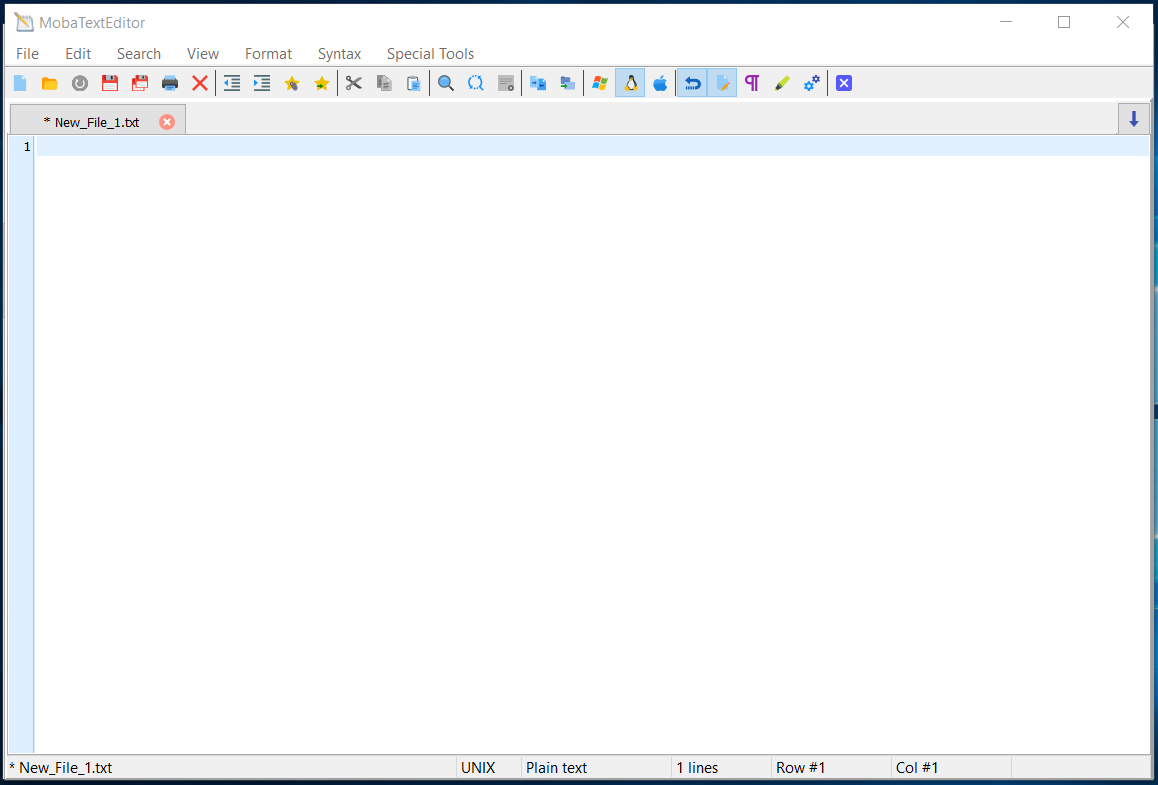 MobaTextEditor
File Edit Search View Format Syntax Special Tools
* New_File_1.txt
1
* New_File_1.txt UNIX Plain text 1 lines Row #1 Col #1